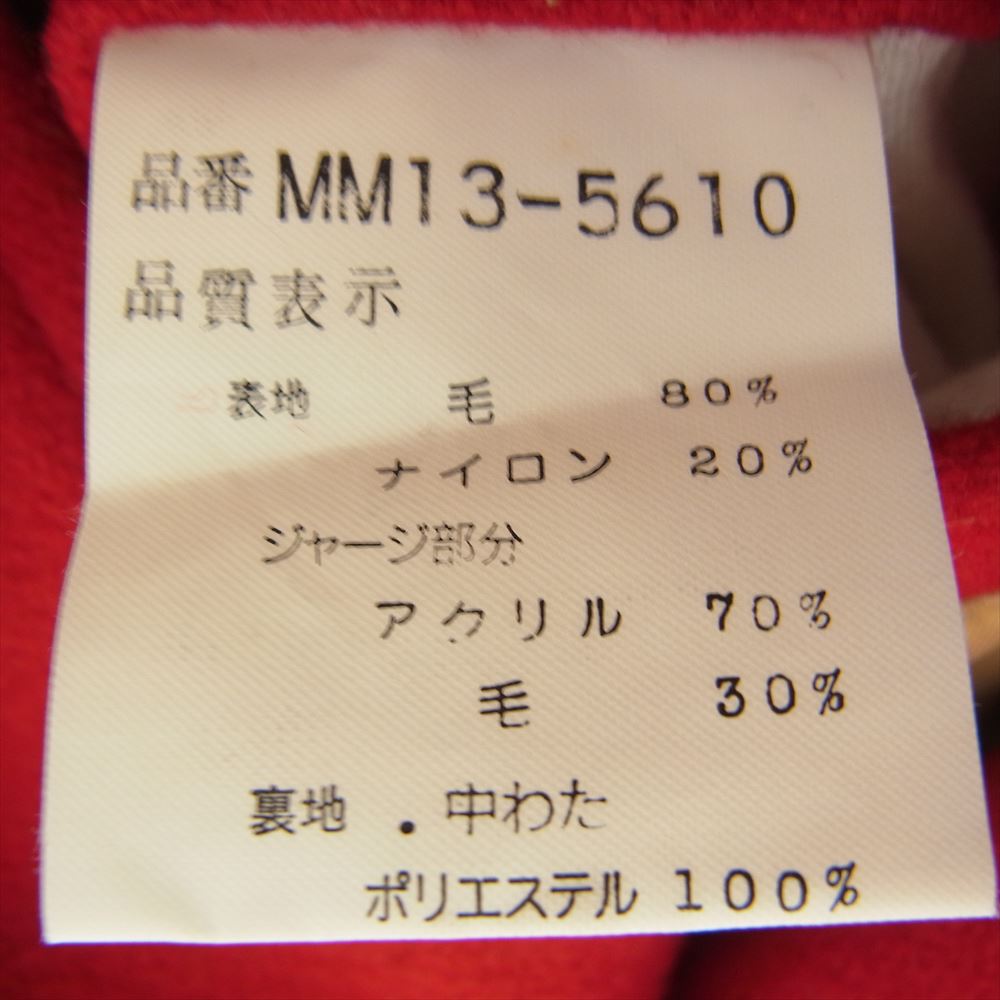 品番 MM13-5610
品質表示
表地 毛 80%
ナイロン 20%
ジャージ部分
アクリル 70%
毛 30%
裏地.中わた
ポリエステル 100%